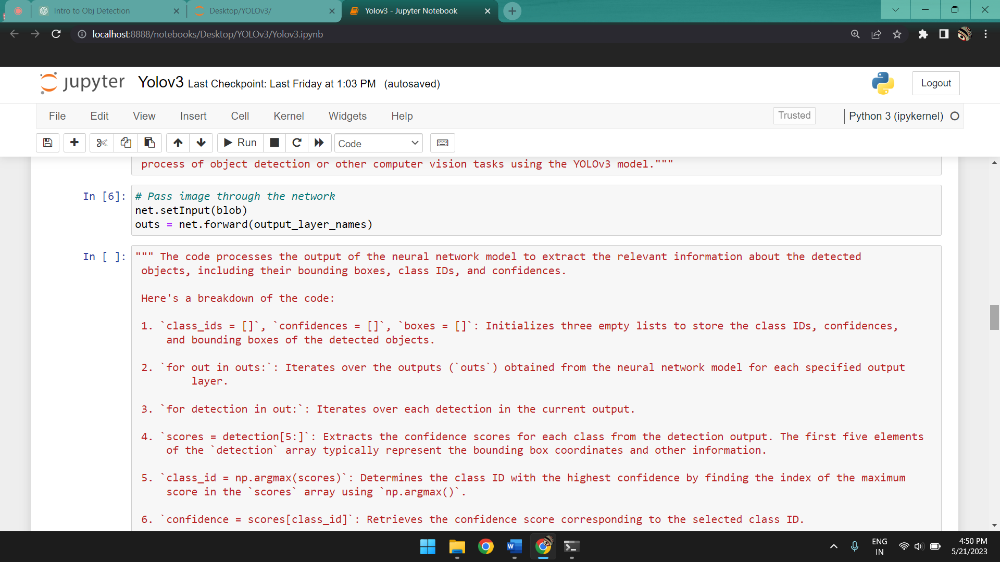 Intro to Obj Detection
Desktop/YOLOv3/
Yolov3 - Jupyter Notebook
localhost:8888/notebooks/Desktop/YOLOv3/Yolov3.ipynb
jupyter Yolov3 Last Checkpoint: Last Friday at 1:03 PM (autosaved)
Logout
File Edit View Insert Cell Kernel Widgets Help
Trusted
Python 3 (ipykernel)
Run
Code
process of object detection or other computer vision tasks using the YOLOv3 model."""
In [6]: # Pass image through the network
net.setInput(blob)
outs = net.forward(output_layer_names)
In [ ]: """ The code processes the output of the neural network model to extract the relevant information about the detected
objects, including their bounding boxes, class IDs, and confidences.
Here's a breakdown of the code:
1. `class_ids = []`, `confidences = []`, `boxes = []`: Initializes three empty lists to store the class IDs, confidences,
and bounding boxes of the detected objects.
2. `for out in outs:`: Iterates over the outputs (`outs`) obtained from the neural network model for each specified output
layer.
3. `for detection in out:`: Iterates over each detection in the current output.
4. `scores = detection[5:]`: Extracts the confidence scores for each class from the detection output. The first five elements
of the `detection` array typically represent the bounding box coordinates and other information.
5. `class_id = np.argmax(scores)`: Determines the class ID with the highest confidence by finding the index of the maximum
score in the `scores` array using `np.argmax()`.
6. `confidence = scores[class_id]`: Retrieves the confidence score corresponding to the selected class ID.
ENG
IN
4:50 PM
5/21/2023